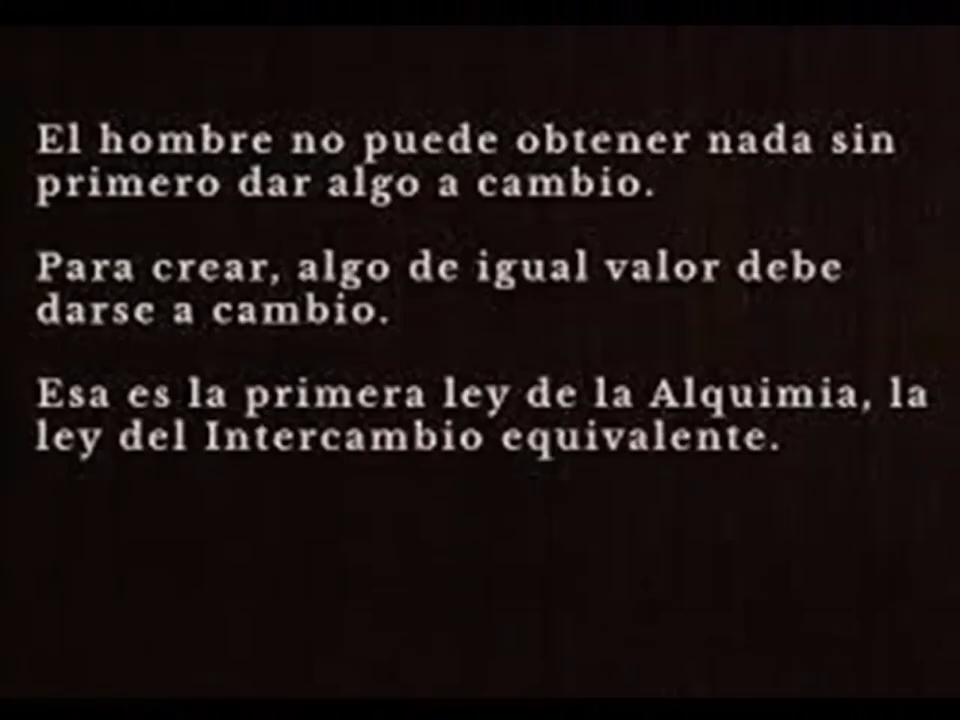 El hombre no puede obtener nada sin
primero dar algo a cambio.
Para crear, algo de igual valor debe
darse a cambio.
Esa es la primera ley de la Alquimia, la
ley del Intercambio equivalente.